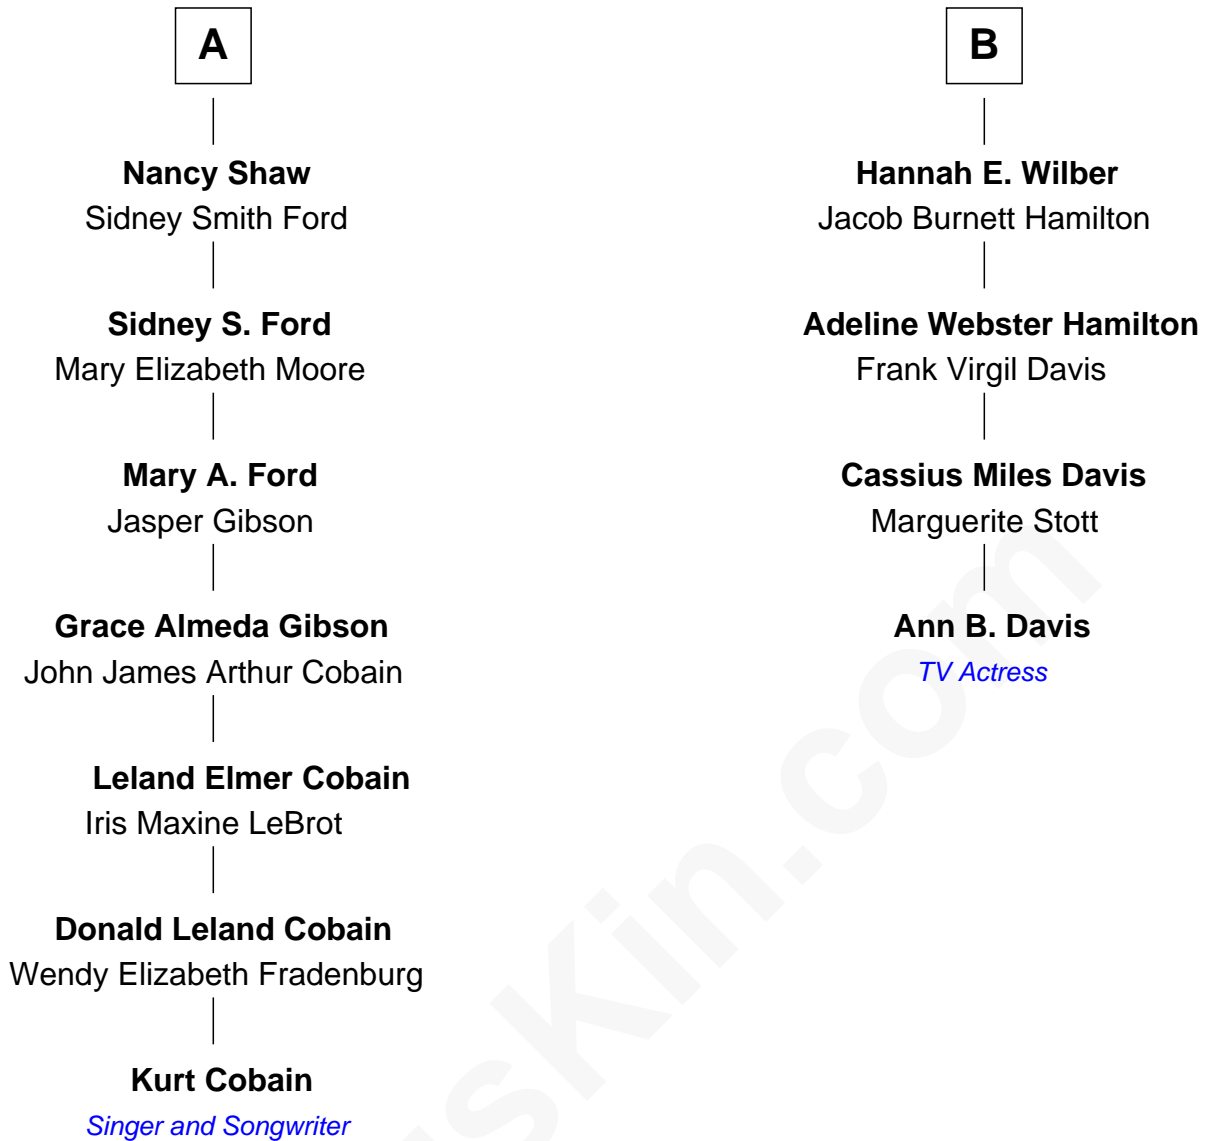 A
Nancy Shaw
Sidney Smith Ford
Sidney S. Ford
Mary Elizabeth Moore
Mary A. Ford
Jasper Gibson
Grace Almeda Gibson
John James Arthur Cobain
Leland Elmer Cobain
Iris Maxine LeBrot
Donald Leland Cobain
Wendy Elizabeth Fradenburg
Kurt Cobain
Singer and Songwriter
B
Hannah E. Wilber
Jacob Burnett Hamilton
Adeline Webster Hamilton
Frank Virgil Davis
Cassius Miles Davis
Marguerite Stott
Ann B. Davis
TV Actress
usKin.com